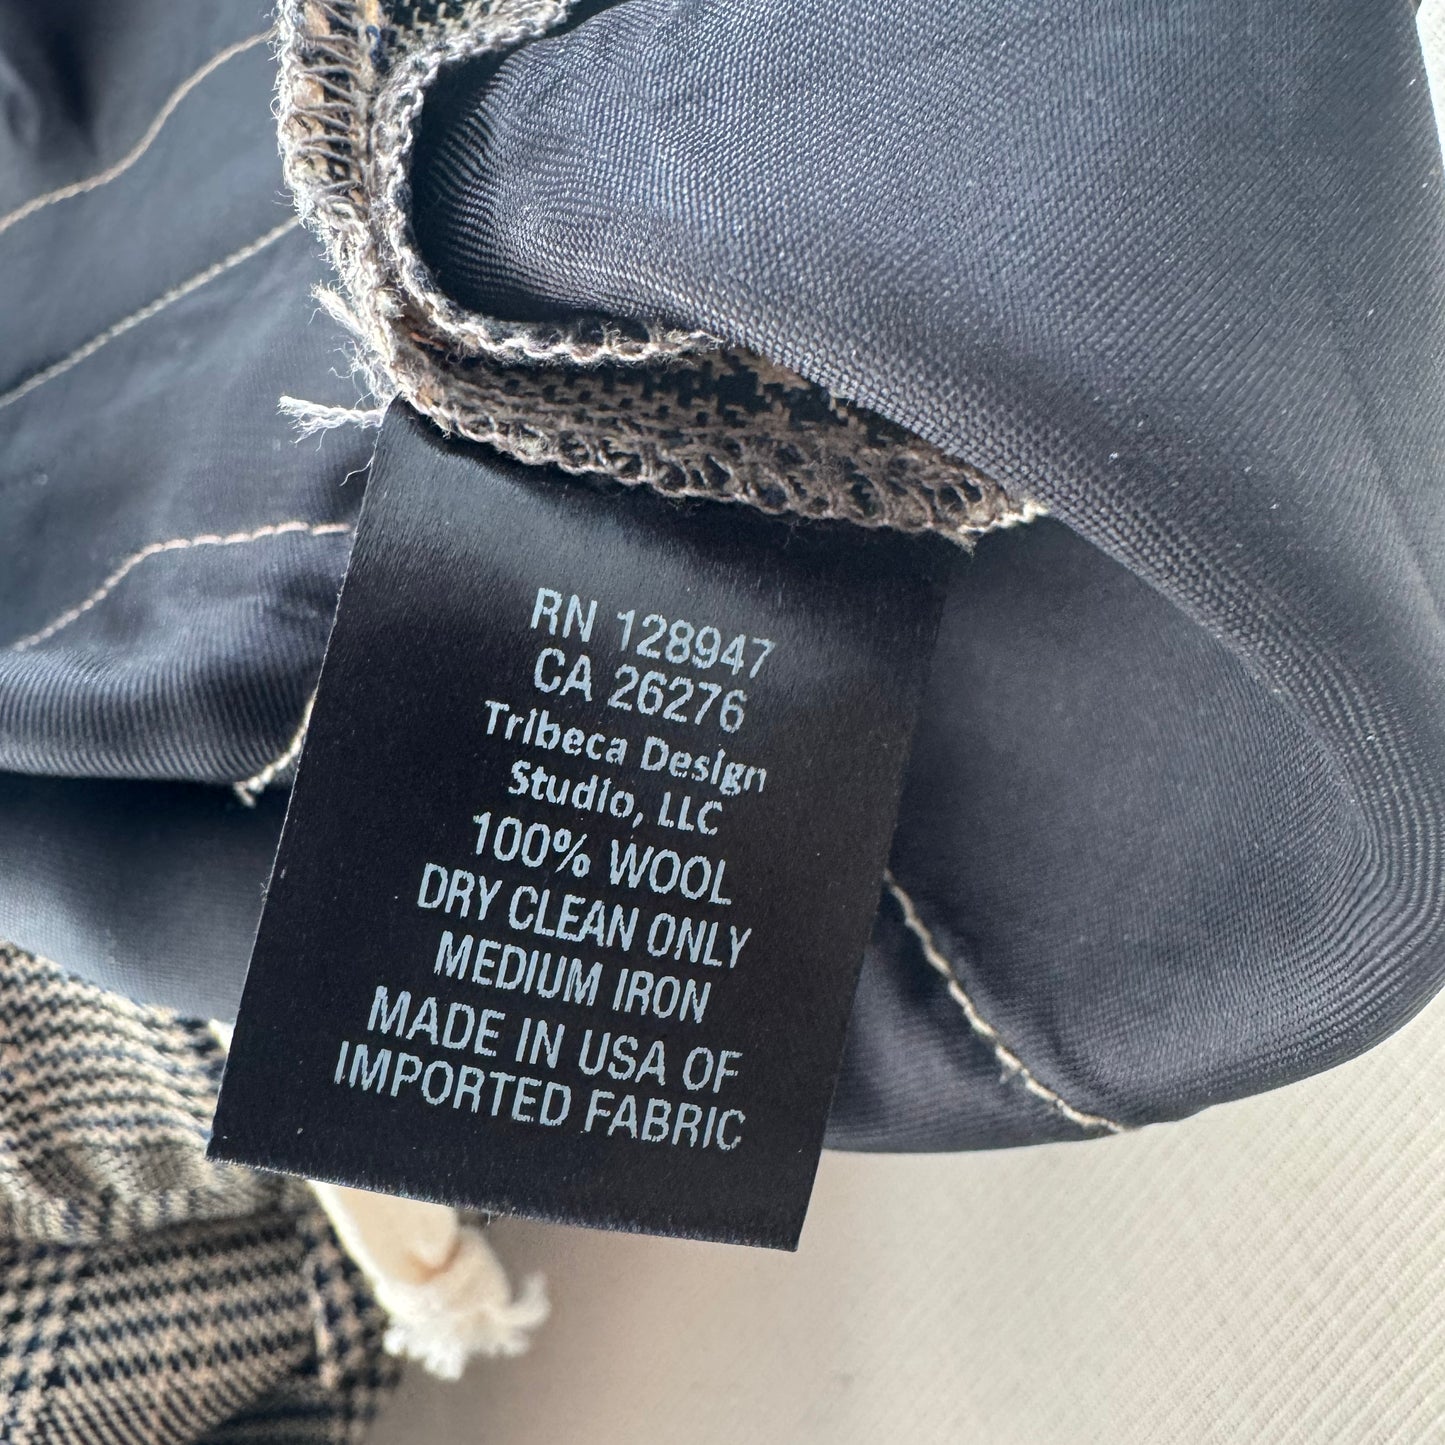 RN 128947
CA 26276
Tribeca Design
Studio, LLC
100% WOOL
DRY CLEAN ONLY
MEDIUM IRON
MADE IN USA OF
IMPORTED FABRIC